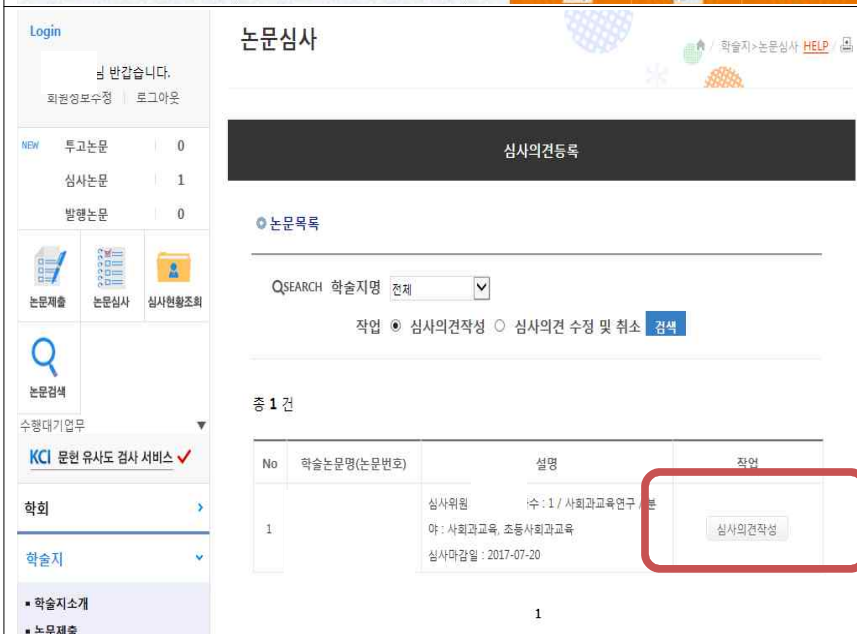 Login
님 반갑습니다.
회원정보수정 | 로그아웃
NEW 투고논문 0
심사논문 1
발행논문 0
논문제출 논문심사 심사현황조회
논문검색
수행대기업무 ▼
KCI 문헌 유사도 검사 서비스
학회
학술지
▪ 학술지소개
▪ 논문제출
논문심사
/ 학술지>논문심사 HELP /
심사의견등록
논문목록
SEARCH 학술지명 전체
작업 심사의견작성 심사의견 수정 및 취소 검색
총 1 건
No 학술논문명(논문번호) 설명 작업
1 심사위원 수 : 1 / 사회과교육연구 / 분
야 : 사회과교육, 초등사회과교육
심사마감일 : 2017-07-20
심사의견작성
1